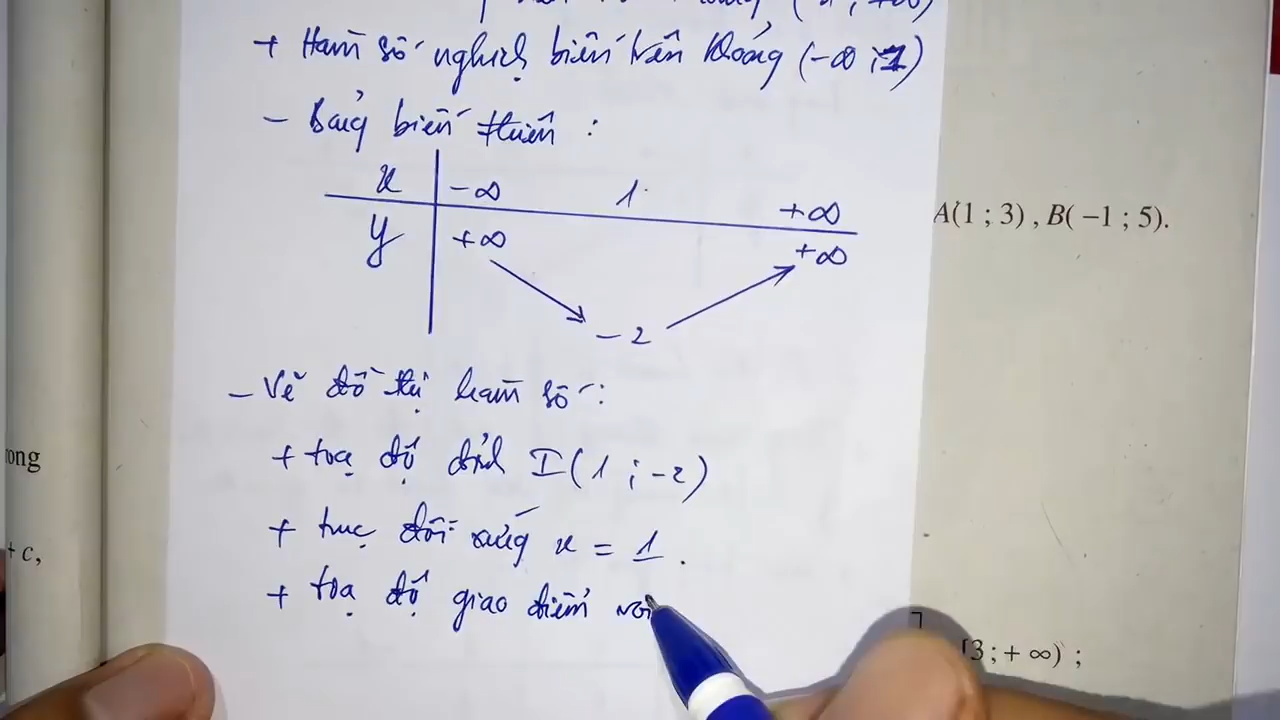 + Hàm số nghịch biến trên khoảng (-∞ ; 1)
- Bảng biến thiên :
x -∞ 1 +∞
y +∞ -2 +∞
A(1 ; 3) , B( −1 ; 5).
- Vẽ đồ thị hàm số :
+ toạ độ đỉnh I(1 ; -2)
+ trục đối xứng x = 1 .
+ toạ độ giao điểm với
ong
+ c,
[3 ; + ∞) ;